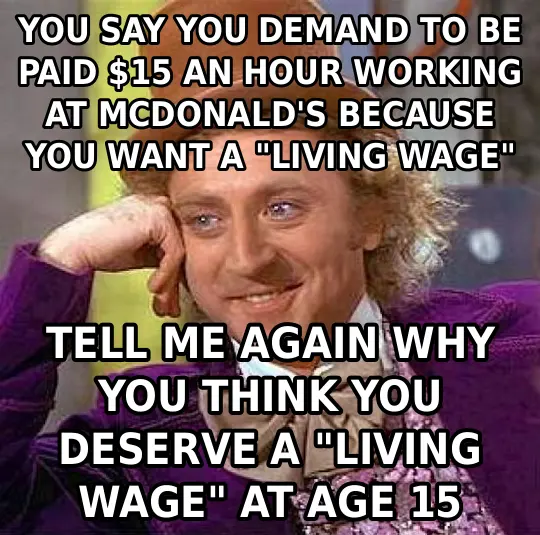 YOU SAY YOU DEMAND TO BE
PAID $15 AN HOUR WORKING
AT MCDONALD'S BECAUSE
YOU WANT A "LIVING WAGE"
TELL ME AGAIN WHY
YOU THINK YOU
DESERVE A "LIVING
WAGE" AT AGE 15